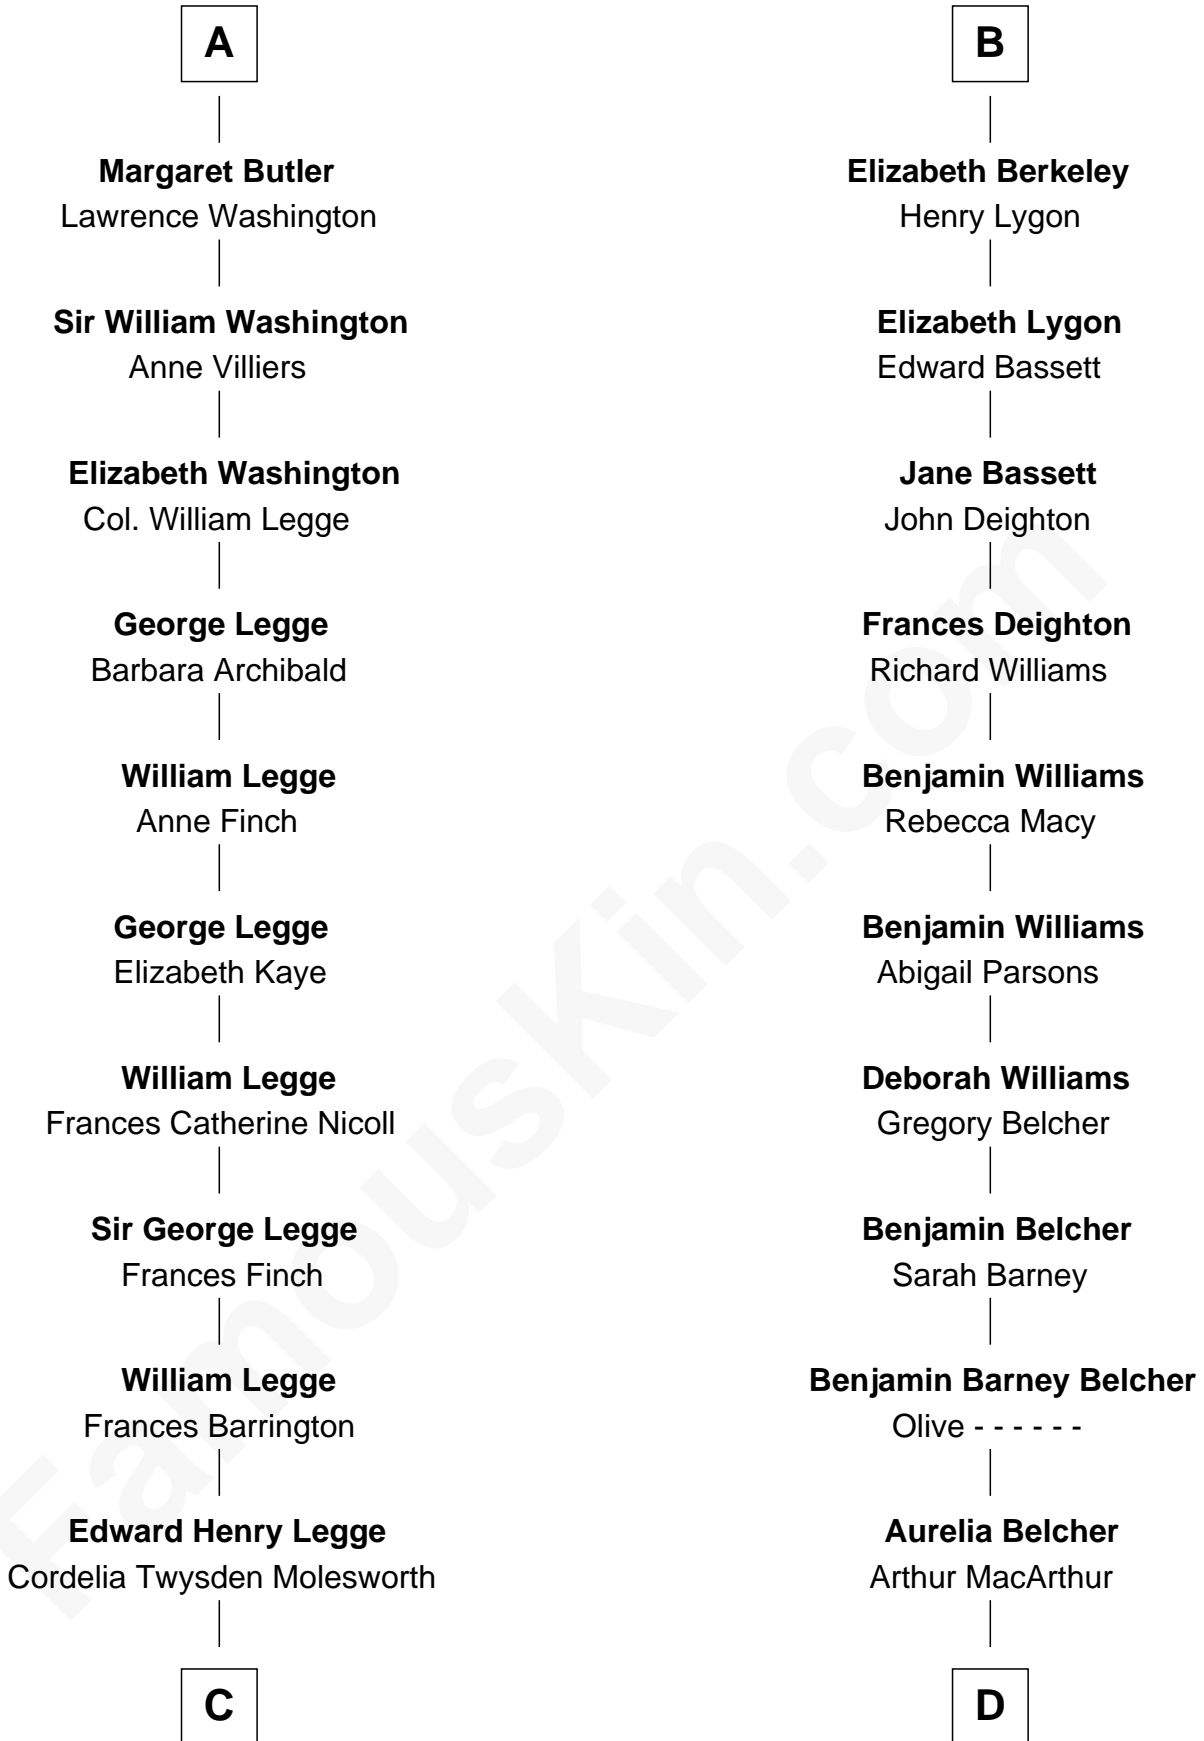 A
Margaret Butler
Lawrence Washington
Sir William Washington
Anne Villiers
Elizabeth Washington
Col. William Legge
George Legge
Barbara Archibald
William Legge
Anne Finch
George Legge
Elizabeth Kaye
William Legge
Frances Catherine Nicoll
Sir George Legge
Frances Finch
William Legge
Frances Barrington
Edward Henry Legge
Cordelia Twysden Molesworth
C
B
Elizabeth Berkeley
Henry Lygon
Elizabeth Lygon
Edward Bassett
Jane Bassett
John Deighton
Frances Deighton
Richard Williams
Benjamin Williams
Rebecca Macy
Benjamin Williams
Abigail Parsons
Deborah Williams
Gregory Belcher
Benjamin Belcher
Sarah Barney
Benjamin Barney Belcher
Olive - - - - - -
Aurelia Belcher
Arthur MacArthur
D
FamousKin.com